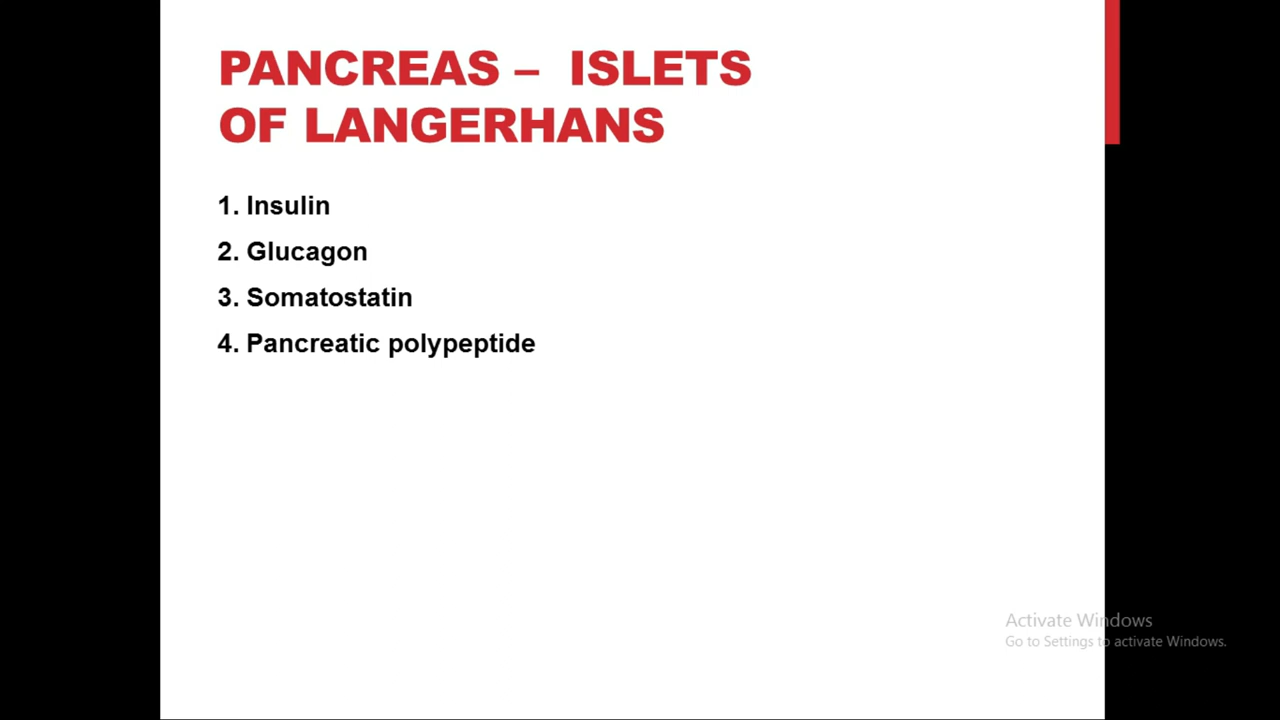 PANCREAS – ISLETS
OF LANGERHANS
1. Insulin
2. Glucagon
3. Somatostatin
4. Pancreatic polypeptide
Activate Windows
Go to Settings to activate Windows.